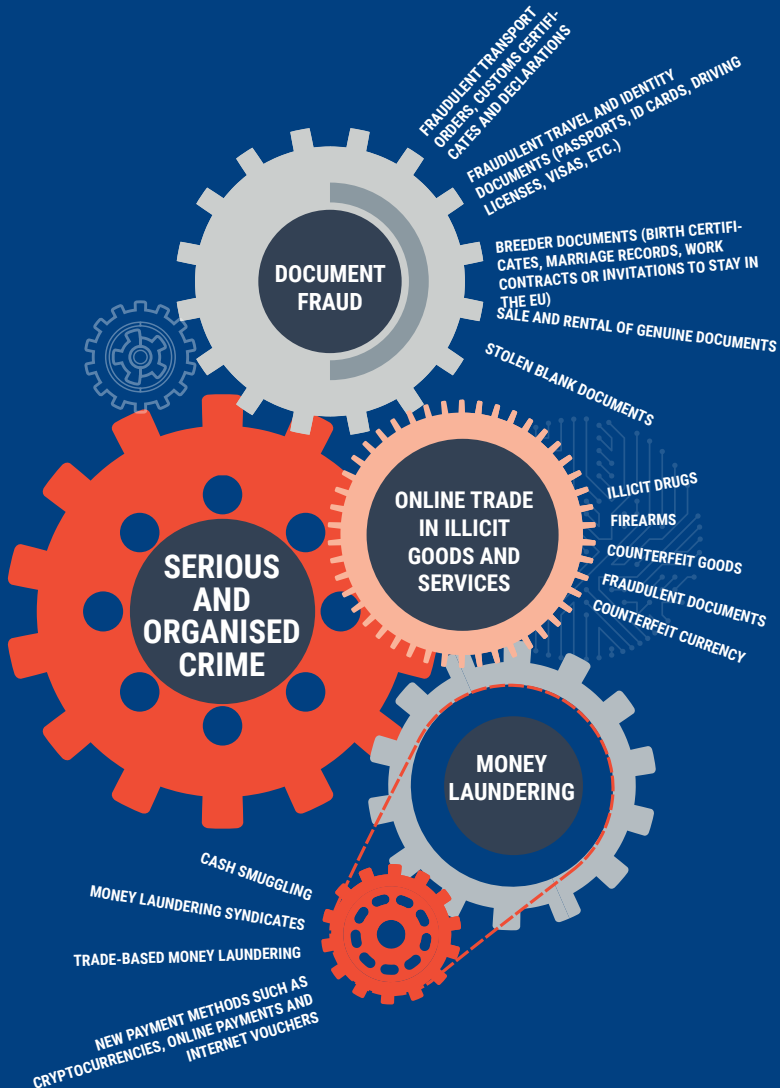 FRAUDULENT TRANSPORT
ORDERS, CUSTOMS CERTIFI-
CATES AND DECLARATIONS
FRAUDULENT TRAVEL AND IDENTITY
DOCUMENTS (PASSPORTS, ID CARDS, DRIVING
LICENSES, VISAS, ETC.)
BREEDER DOCUMENTS (BIRTH CERTIFI-
CATES, MARRIAGE RECORDS, WORK
CONTRACTS OR INVITATIONS TO STAY IN
THE EU)
SALE AND RENTAL OF GENUINE DOCUMENTS
STOLEN BLANK DOCUMENTS
DOCUMENT
FRAUD
ONLINE TRADE
IN ILLICIT
GOODS AND
SERVICES
ILLICIT DRUGS
FIREARMS
COUNTERFEIT GOODS
FRAUDULENT DOCUMENTS
COUNTERFEIT CURRENCY
SERIOUS
AND
ORGANISED
CRIME
MONEY
LAUNDERING
CASH SMUGGLING
MONEY LAUNDERING SYNDICATES
TRADE-BASED MONEY LAUNDERING
NEW PAYMENT METHODS SUCH AS
CRYPTOCURRENCIES, ONLINE PAYMENTS AND
INTERNET VOUCHERS